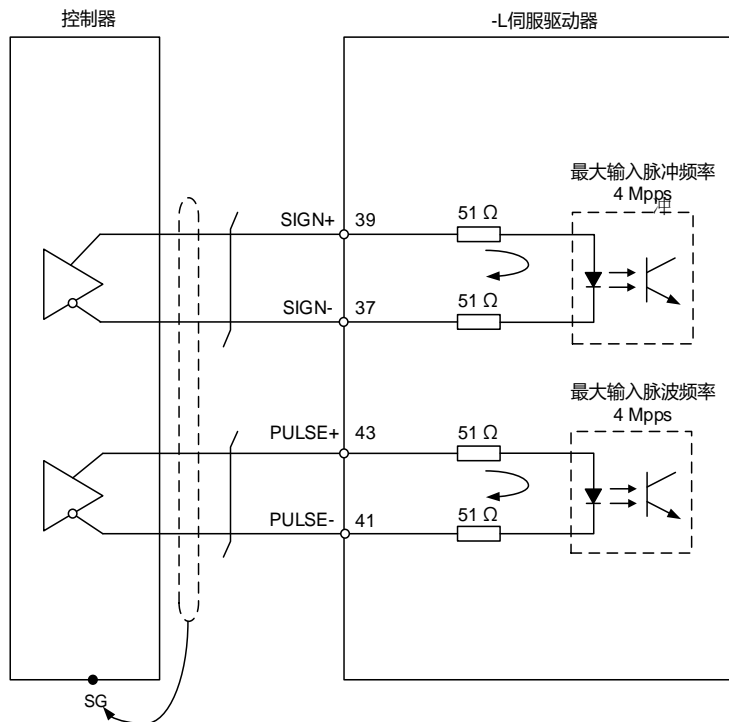 控制器
-L伺服驱动器
最大输入脉冲频率
4 Mpps
冲
SIGN+
39
51 Ω
SIGN-
37
51 Ω
最大输入脉波频率
4 Mpps
PULSE+
43
51 Ω
PULSE-
41
51 Ω
SG